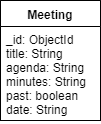 Meeting
_id: ObjectId
title: String
agenda: String
minutes: String
past: boolean
date: String